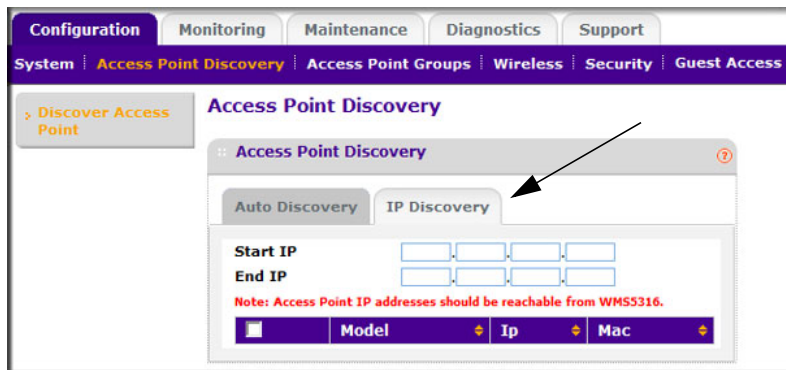 Configuration Monitoring Maintenance Diagnostics Support
System Access Point Discovery Access Point Groups Wireless Security Guest Access
Discover Access
Point
Access Point Discovery
Access Point Discovery ?
Auto Discovery IP Discovery
Start IP . . .
End IP . . .
Note: Access Point IP addresses should be reachable from WMS5316.
Model Ip Mac